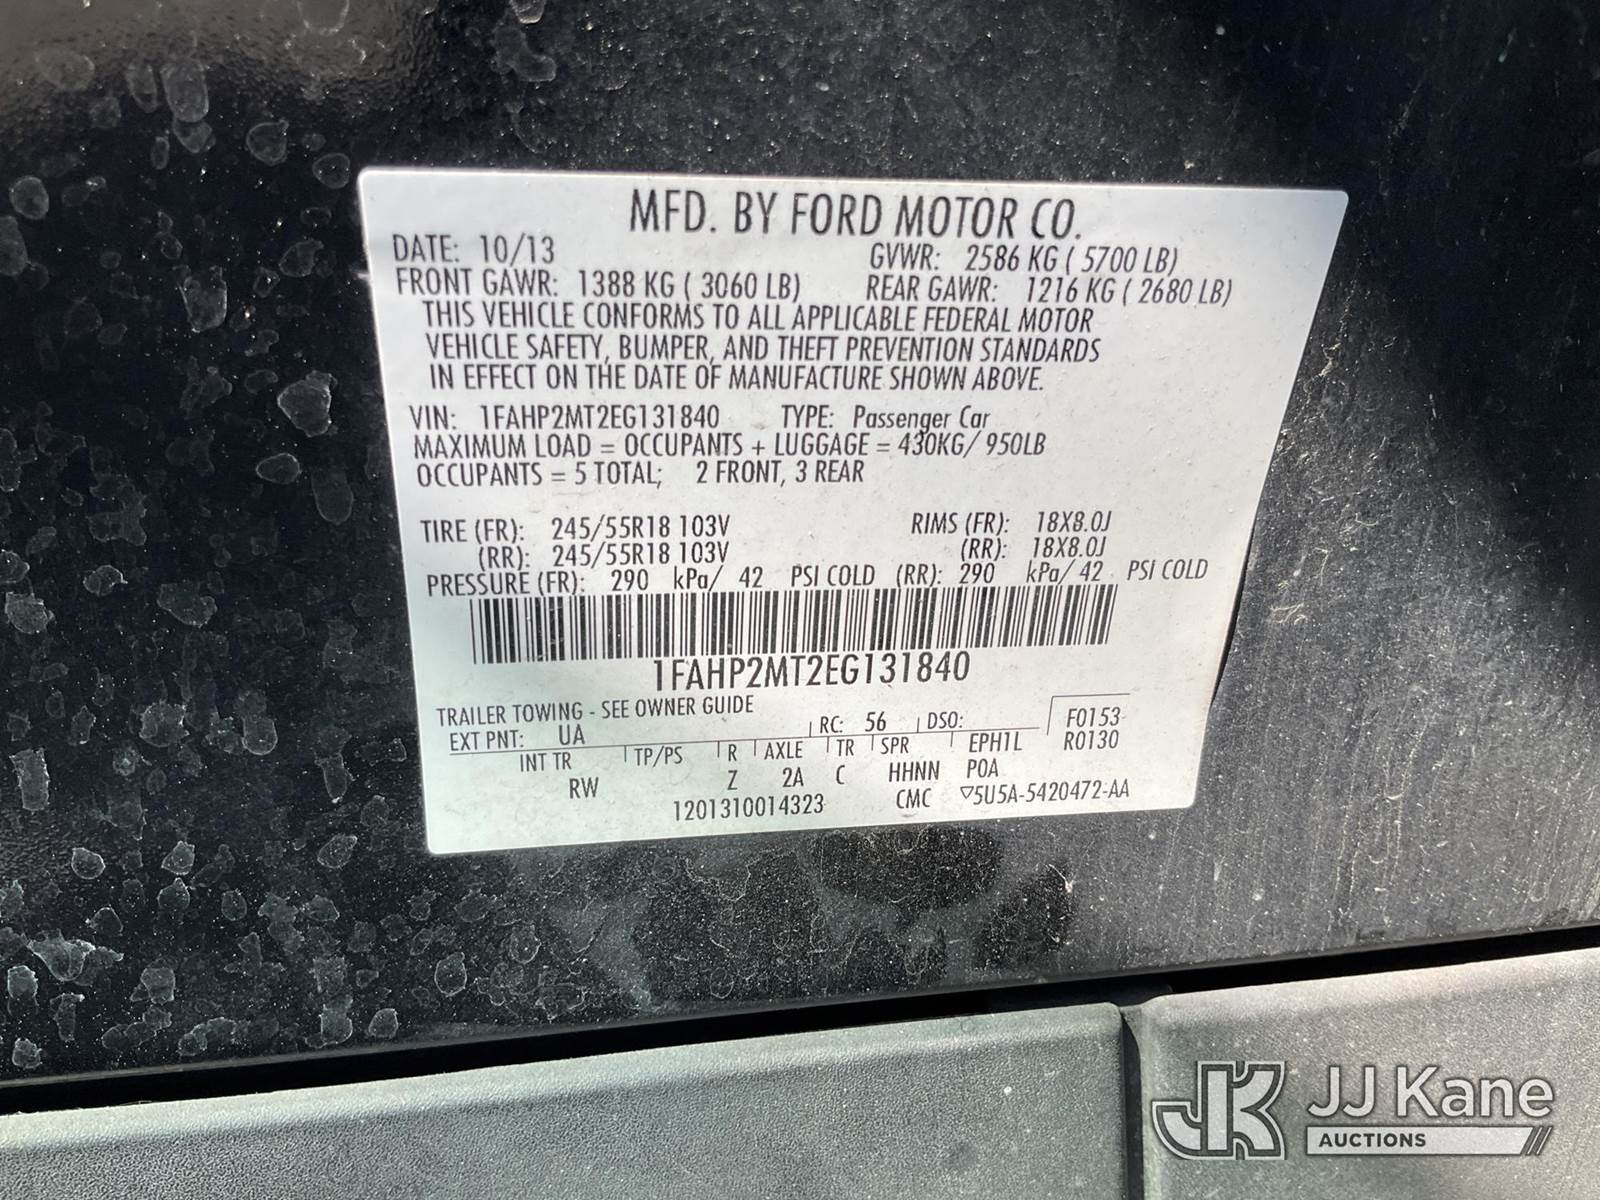 MFD. BY FORD MOTOR CO.
DATE: 10/13 GVWR: 2586 KG ( 5700 LB)
FRONT GAWR: 1388 KG ( 3060 LB) REAR GAWR: 1216 KG ( 2680 LB)
THIS VEHICLE CONFORMS TO ALL APPLICABLE FEDERAL MOTOR
VEHICLE SAFETY, BUMPER, AND THEFT PREVENTION STANDARDS
IN EFFECT ON THE DATE OF MANUFACTURE SHOWN ABOVE.
VIN: 1FAHP2MT2EG131840 TYPE: Passenger Car
MAXIMUM LOAD = OCCUPANTS + LUGGAGE = 430KG/ 950LB
OCCUPANTS = 5 TOTAL; 2 FRONT, 3 REAR
TIRE (FR): 245/55R18 103V RIMS (FR): 18X8.0J
(RR): 245/55R18 103V (RR): 18X8.0J
PRESSURE (FR): 290 kPa/ 42 PSI COLD (RR): 290 kPa/ 42 PSI COLD
1FAHP2MT2EG131840
TRAILER TOWING - SEE OWNER GUIDE
EXT PNT: UA RC: 56 DSO: F0153
INT TR TP/PS R AXLE TR SPR EPH1L R0130
RW Z 2A C HHNN P0A
1201310014323 CMC ▽5U5A-5420472-AA
JK JJ Kane
AUCTIONS